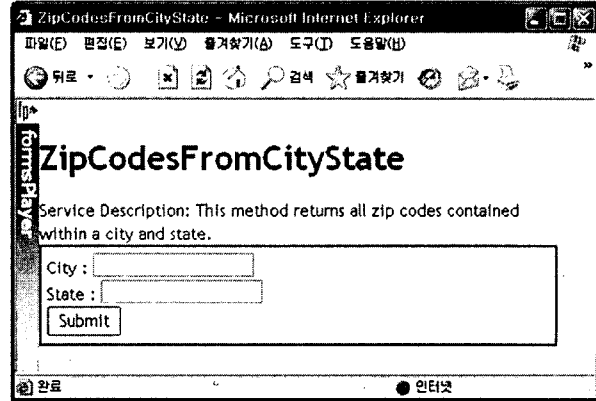 ZipCodesFromCityState - Microsoft Internet Explorer
파일(F) 편집(E) 보기(V) 즐겨찾기(A) 도구(T) 도움말(H)
뒤로 검색 즐겨찾기 »
fp
formsPlayer
ZipCodesFromCityState
Service Description: This method returns all zip codes contained
within a city and state.
City :
State :
Submit
완료 인터넷